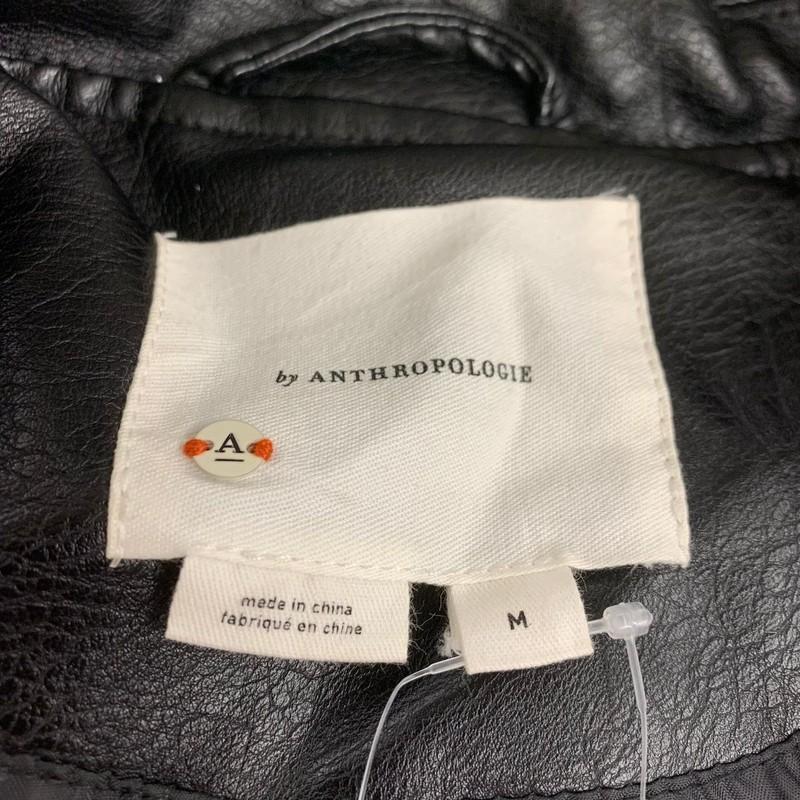 by ANTHROPOLOGIE
A
made in china
fabriqué en chine
M